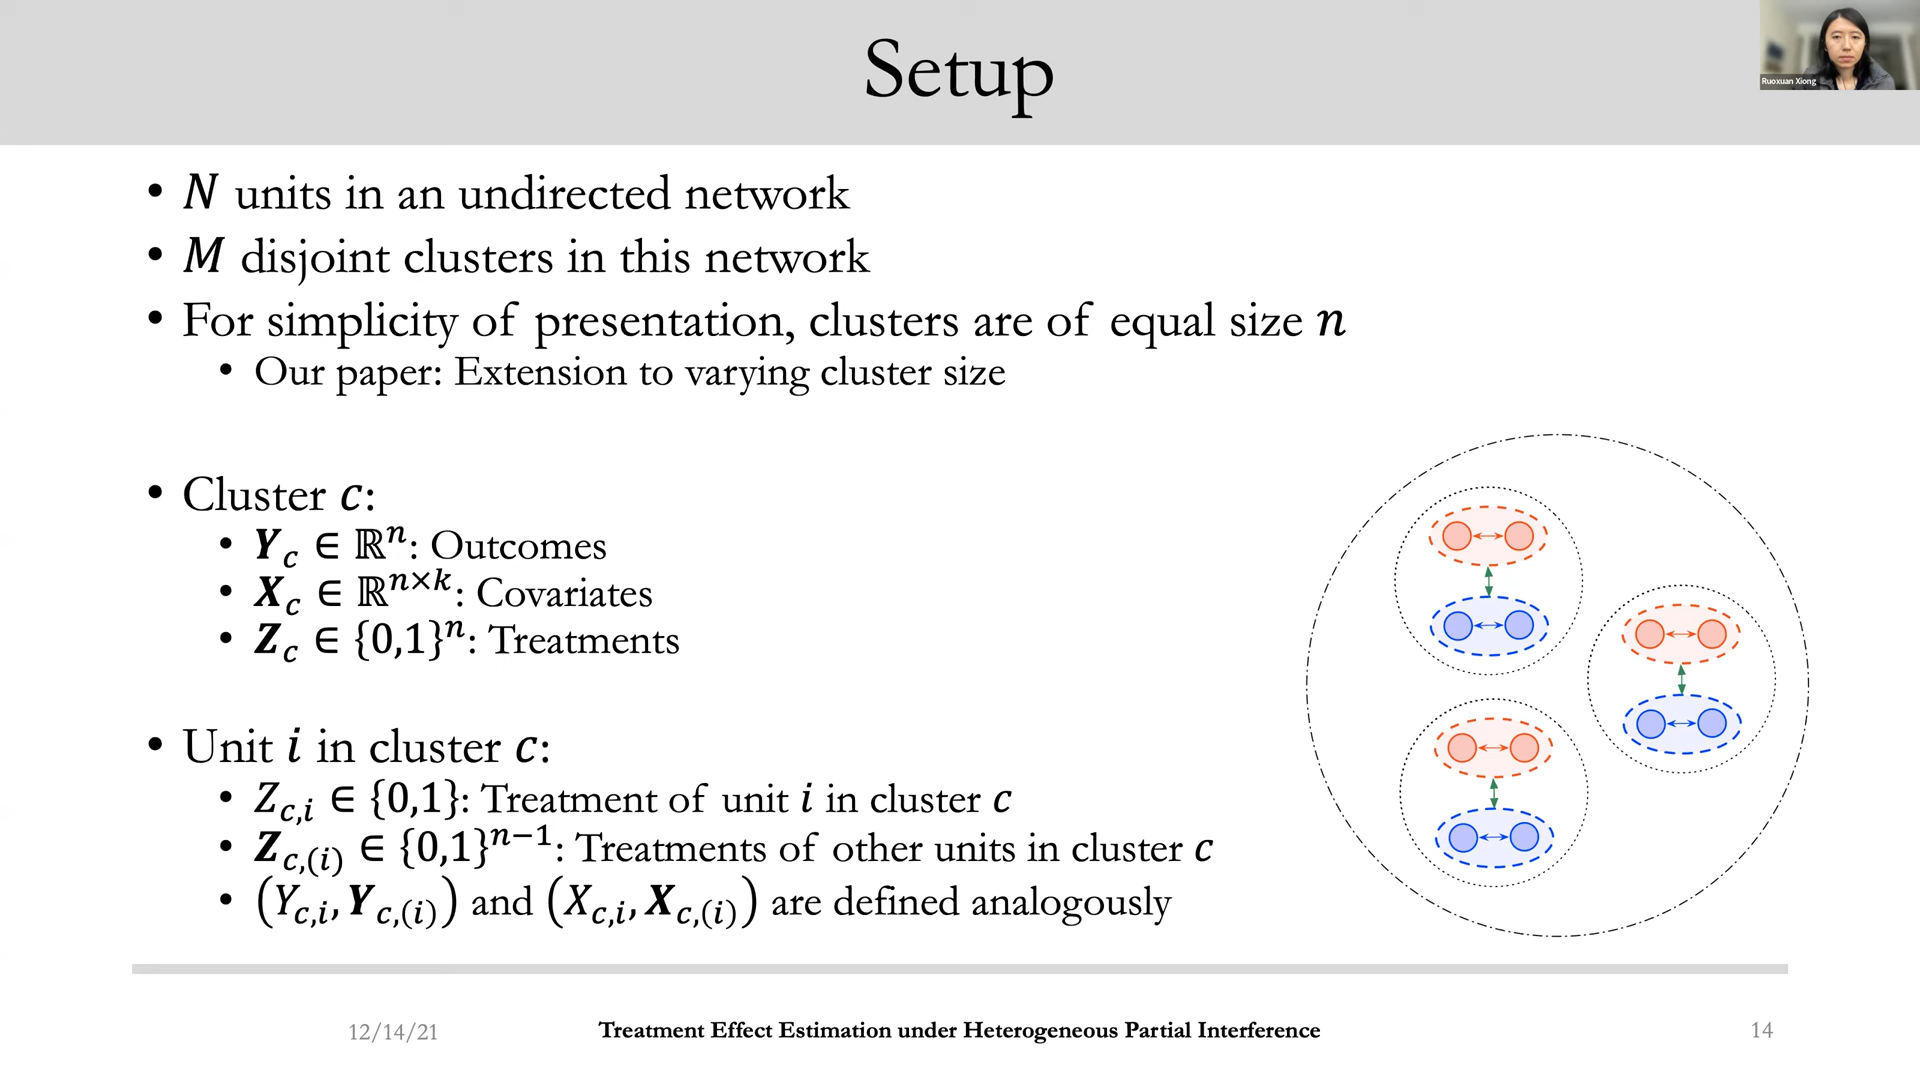 Setup
Ruoxuan Xiong
• N units in an undirected network
• M disjoint clusters in this network
• For simplicity of presentation, clusters are of equal size n
• Our paper: Extension to varying cluster size
• Cluster c:
• Y_c ∈ ℝ^n: Outcomes
• X_c ∈ ℝ^{n×k}: Covariates
• Z_c ∈ {0,1}^n: Treatments
• Unit i in cluster c:
• Z_{c,i} ∈ {0,1}: Treatment of unit i in cluster c
• Z_{c,(i)} ∈ {0,1}^{n−1}: Treatments of other units in cluster c
• (Y_{c,i}, Y_{c,(i)}) and (X_{c,i}, X_{c,(i)}) are defined analogously
12/14/21
Treatment Effect Estimation under Heterogeneous Partial Interference
14